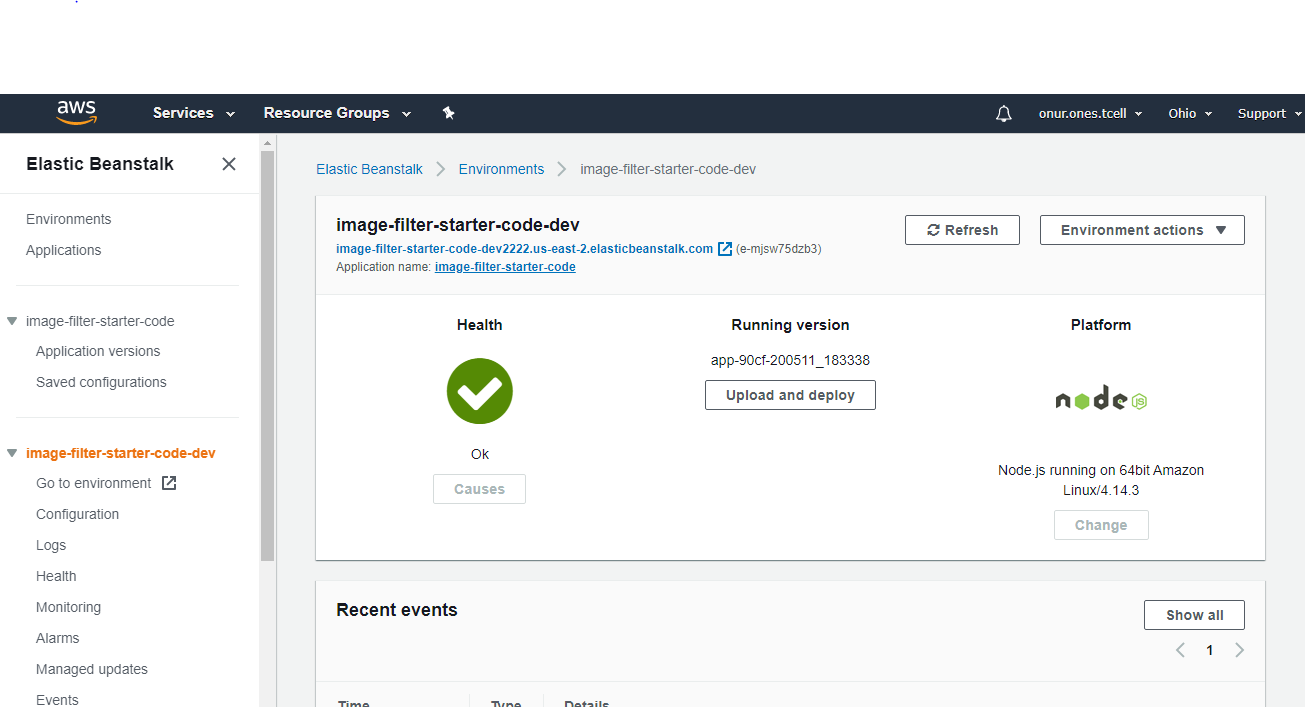 aws Services Resource Groups onur.ones.tcell Ohio Support
Elastic Beanstalk
Environments
Applications
image-filter-starter-code
Application versions
Saved configurations
image-filter-starter-code-dev
Go to environment
Configuration
Logs
Health
Monitoring
Alarms
Managed updates
Events
Elastic Beanstalk > Environments > image-filter-starter-code-dev
image-filter-starter-code-dev
image-filter-starter-code-dev2222.us-east-2.elasticbeanstalk.com (e-mjsw75dzb3)
Application name: image-filter-starter-code
Refresh
Environment actions
Health
Ok
Causes
Running version
app-90cf-200511_183338
Upload and deploy
Platform
node JS
Node.js running on 64bit Amazon
Linux/4.14.3
Change
Recent events
Show all
1
Time Type Details